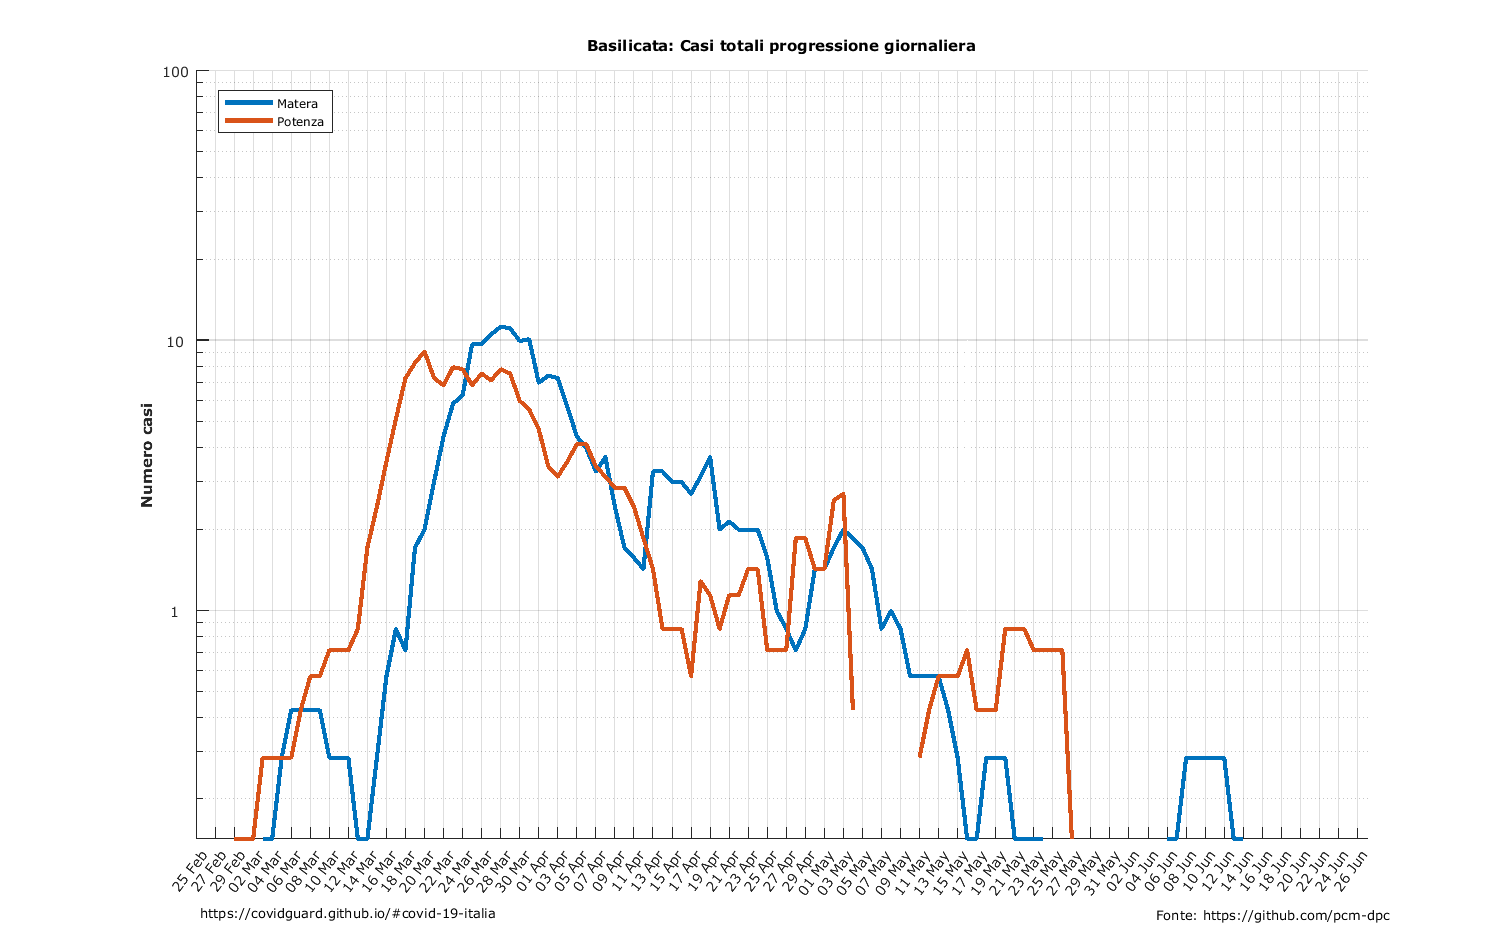 Basilicata: Casi totali progressione giornaliera
100
10
1
Numero casi
Matera
Potenza
25 Feb
27 Feb
29 Feb
02 Mar
04 Mar
06 Mar
08 Mar
10 Mar
12 Mar
14 Mar
16 Mar
18 Mar
20 Mar
22 Mar
24 Mar
26 Mar
28 Mar
30 Mar
01 Apr
03 Apr
05 Apr
07 Apr
09 Apr
11 Apr
13 Apr
15 Apr
17 Apr
19 Apr
21 Apr
23 Apr
25 Apr
27 Apr
29 Apr
01 May
03 May
05 May
07 May
09 May
11 May
13 May
15 May
17 May
19 May
21 May
23 May
25 May
27 May
29 May
31 May
02 Jun
04 Jun
06 Jun
08 Jun
10 Jun
12 Jun
14 Jun
16 Jun
18 Jun
20 Jun
22 Jun
24 Jun
26 Jun
https://covidguard.github.io/#covid-19-italia
Fonte: https://github.com/pcm-dpc